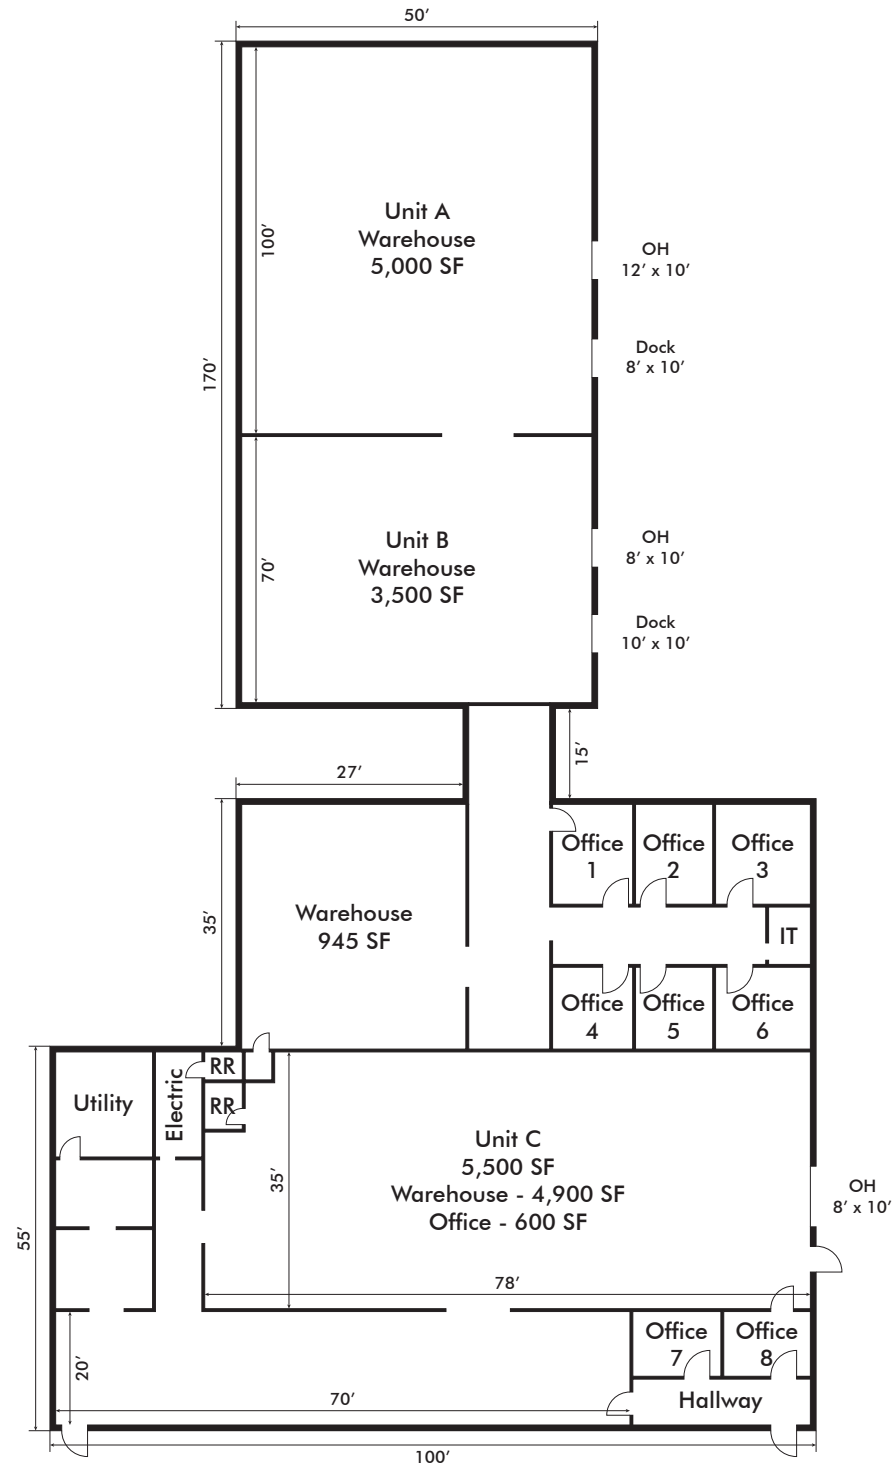 50′
Unit A
Warehouse
5,000 SF
100′
OH
12′ x 10′
Dock
8′ x 10′
170′
Unit B
Warehouse
3,500 SF
70′
OH
8′ x 10′
Dock
10′ x 10′
15′
27′
Office
1
Office
2
Office
3
Warehouse
945 SF
35′
IT
Office
4
Office
5
Office
6
RR
Utility
Electric
RR
Unit C
5,500 SF
Warehouse - 4,900 SF
Office - 600 SF
35′
OH
8′ x 10′
55′
78′
Office
7
Office
8
20′
70′
Hallway
100′